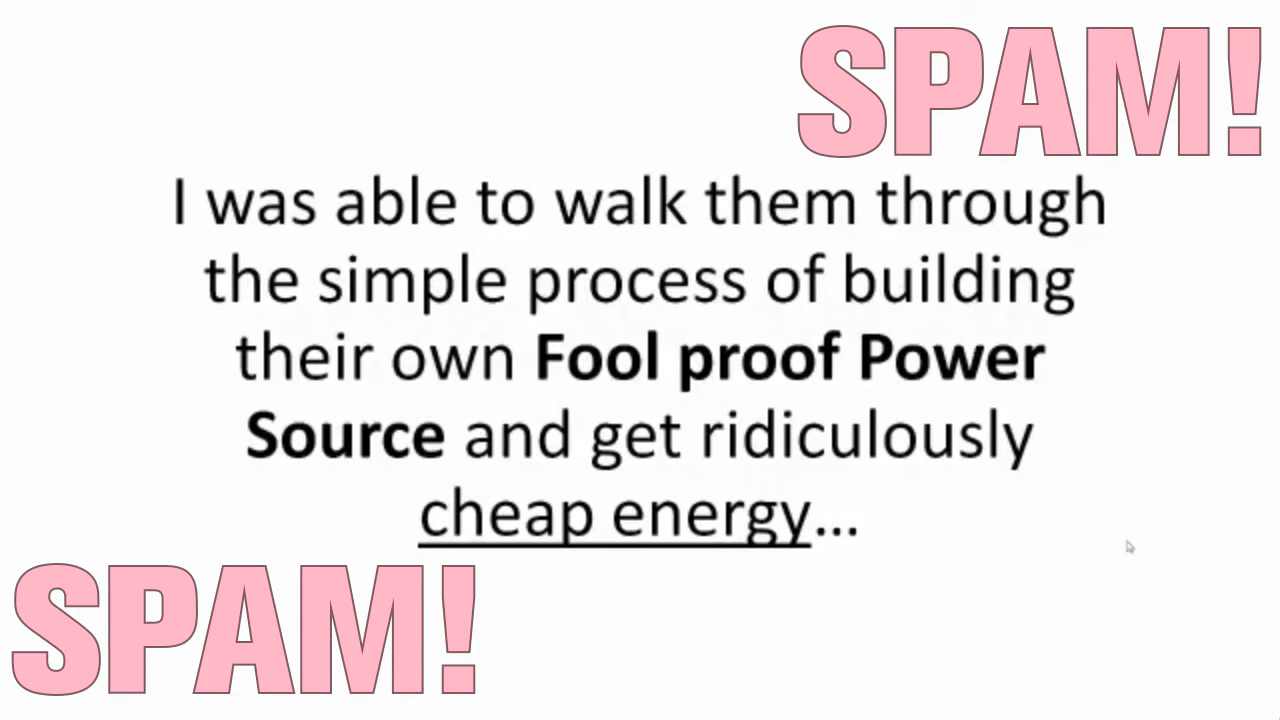 SPAM!
I was able to walk them through
the simple process of building
their own Fool proof Power
Source and get ridiculously
cheap energy...
SPAM!